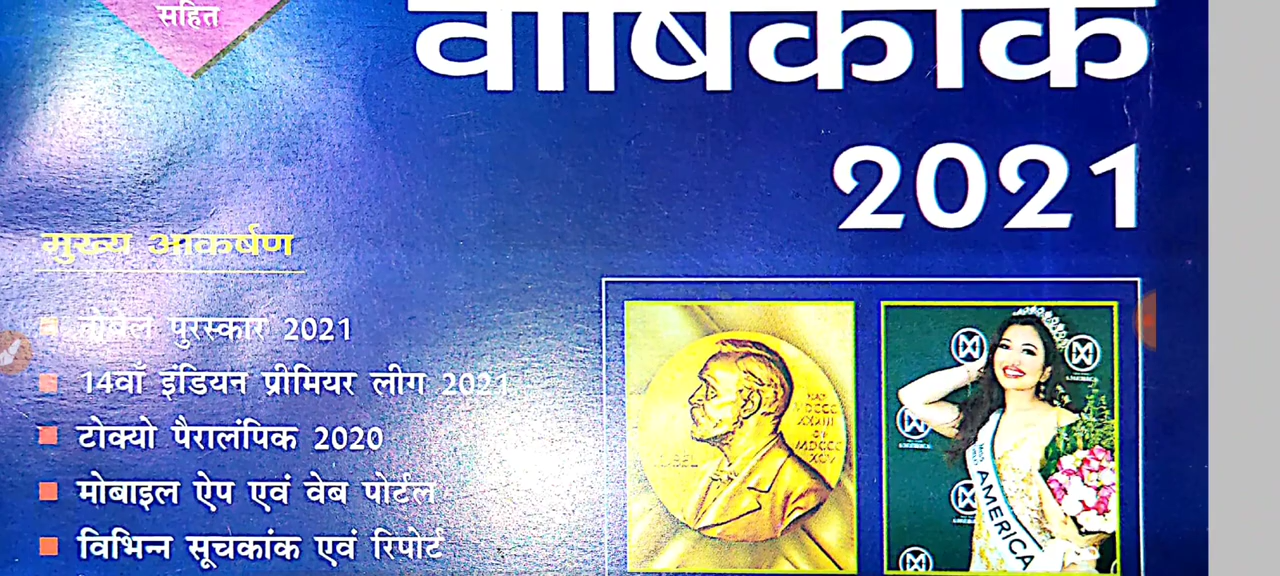 सहित
वार्षिकांक
2021
मुख्य आकर्षण
नोबेल पुरस्कार 2021
14वाँ इंडियन प्रीमियर लीग 2021
टोक्यो पैरालंपिक 2020
मोबाइल ऐप एवं वेब पोर्टल
विभिन्न सूचकांक एवं रिपोर्ट
AMERICA